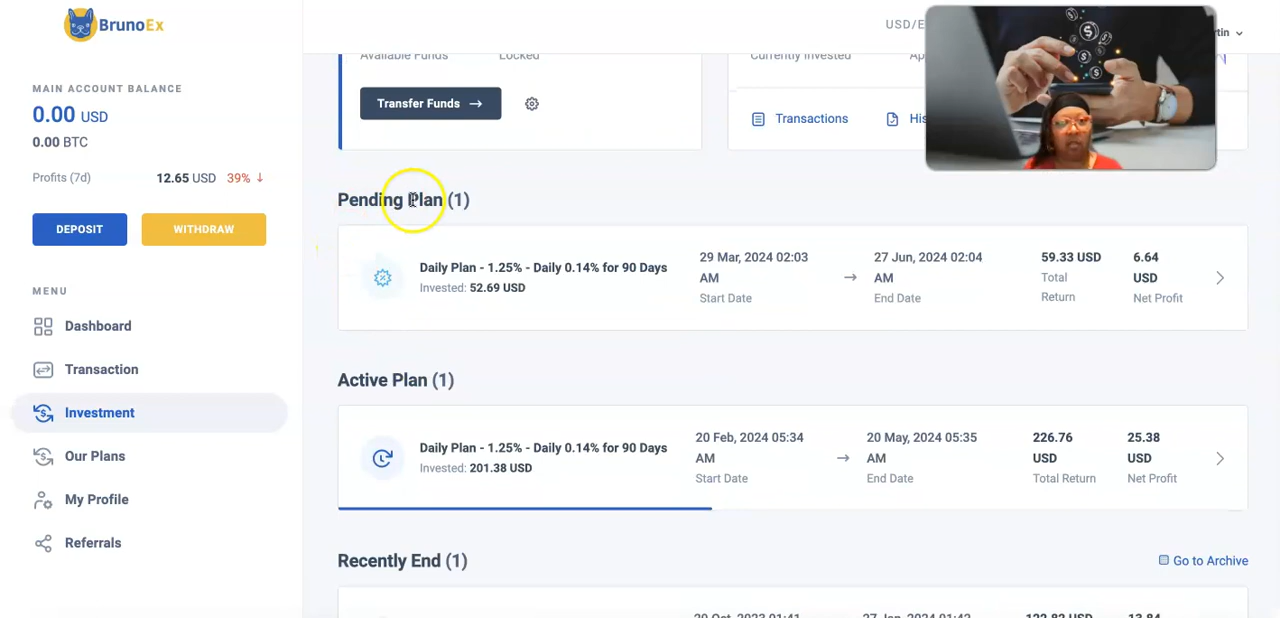 BrunoEx
USD/E
rtin
MAIN ACCOUNT BALANCE
0.00 USD
0.00 BTC
Profits (7d) 12.65 USD 39% ↓
DEPOSIT WITHDRAW
MENU
Dashboard
Transaction
Investment
Our Plans
My Profile
Referrals
Available Funds Locked
Transfer Funds →
Currently Invested Ap
Transactions His
Pending Plan (1)
Daily Plan - 1.25% - Daily 0.14% for 90 Days
Invested: 52.69 USD
29 Mar, 2024 02:03
AM
Start Date
→
27 Jun, 2024 02:04
AM
End Date
59.33 USD
Total
Return
6.64
USD
Net Profit
Active Plan (1)
Daily Plan - 1.25% - Daily 0.14% for 90 Days
Invested: 201.38 USD
20 Feb, 2024 05:34
AM
Start Date
→
20 May, 2024 05:35
AM
End Date
226.76
USD
Total Return
25.38
USD
Net Profit
Recently End (1) Go to Archive